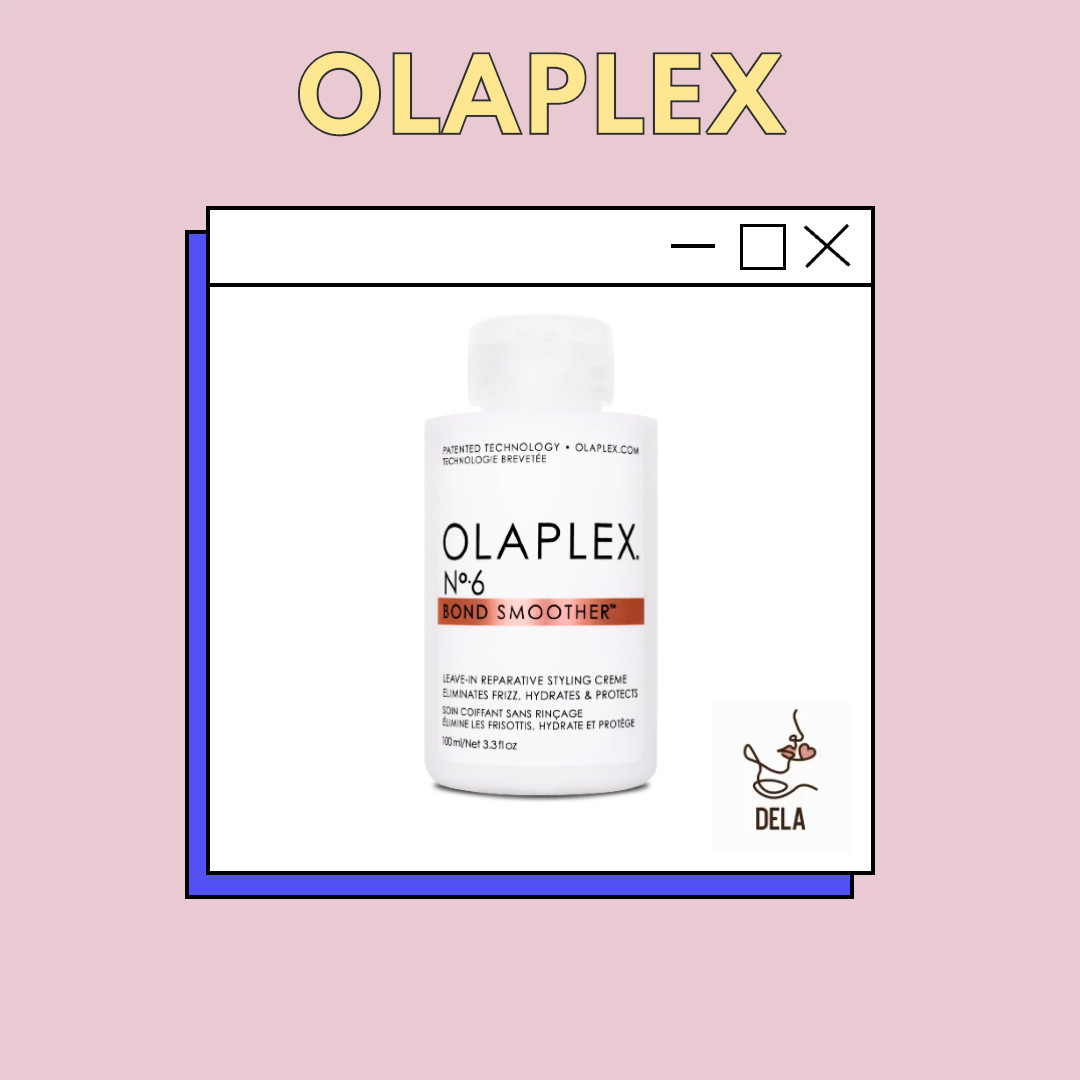 OLAPLEX
PATENTED TECHNOLOGY • OLAPLEX.COM
TECHNOLOGIE BREVETÉE
OLAPLEX.
Nº.6
BOND SMOOTHER™
LEAVE-IN REPARATIVE STYLING CREME
ELIMINATES FRIZZ, HYDRATES & PROTECTS
SOIN COIFFANT SANS RINÇAGE
ÉLIMINE LES FRISOTTIS, HYDRATE ET PROTÈGE
100 ml/Net 3.3 fl oz
DELA